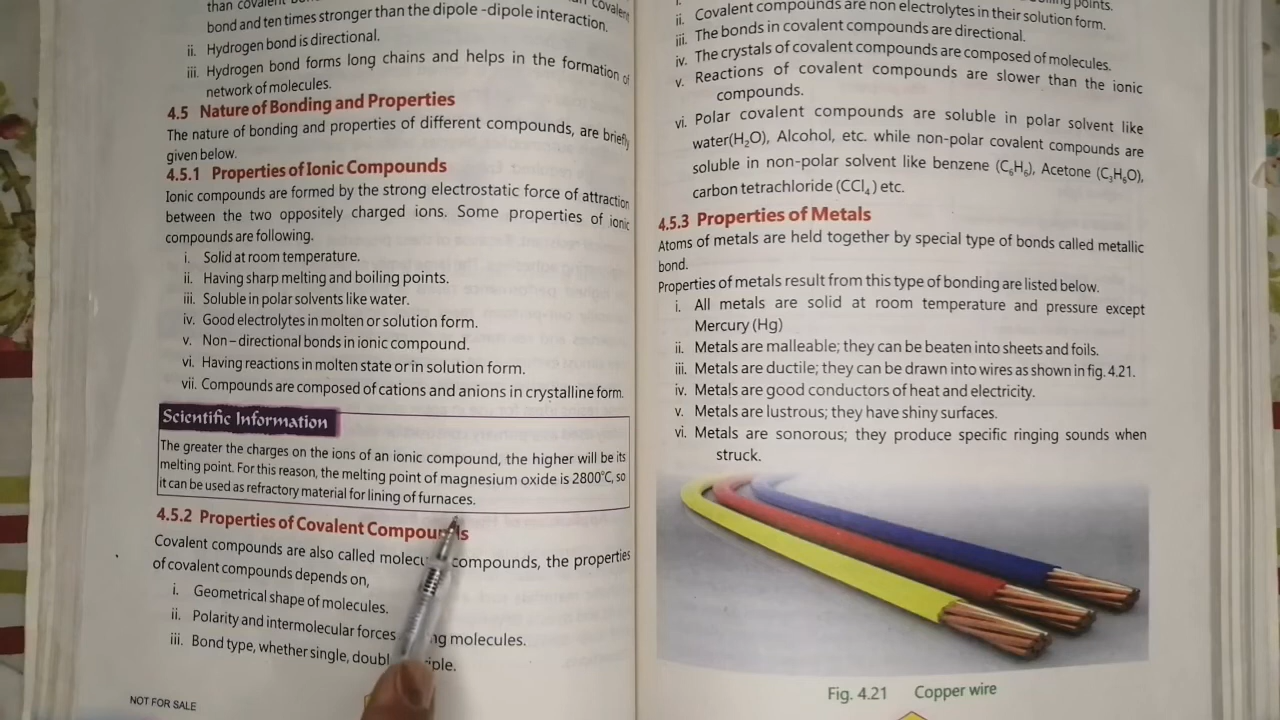 than covalent
covalent
bond and ten times stronger than the dipole -dipole interaction.
ii. Hydrogen bond is directional.
iii. Hydrogen bond forms long chains and helps in the formation of
network of molecules.
4.5 Nature of Bonding and Properties
The nature of bonding and properties of different compounds, are briefly
given below.
4.5.1 Properties of Ionic Compounds
Ionic compounds are formed by the strong electrostatic force of attraction
between the two oppositely charged ions. Some properties of ionic
compounds are following.
i. Solid at room temperature.
ii. Having sharp melting and boiling points.
iii. Soluble in polar solvents like water.
iv. Good electrolytes in molten or solution form.
v. Non – directional bonds in ionic compound.
vi. Having reactions in molten state or in solution form.
vii. Compounds are composed of cations and anions in crystalline form.
Scientific Information
The greater the charges on the ions of an ionic compound, the higher will be its
melting point. For this reason, the melting point of magnesium oxide is 2800°C, so
it can be used as refractory material for lining of furnaces.
4.5.2 Properties of Covalent Compounds
Covalent compounds are also called compounds, the properties
of covalent compounds depends on,
i. Geometrical shape of molecules.
ii. Polarity and intermolecular forces molecules.
iii. Bond type, whether single,
NOT FOR SALE
points.
ii. Covalent compounds are non electrolytes in their solution form.
iii. The bonds in covalent compounds are directional.
iv. The crystals of covalent compounds are composed of molecules.
v. Reactions of covalent compounds are slower than the ionic
compounds.
vi. Polar covalent compounds are soluble in polar solvent like
water(H₂O), Alcohol, etc. while non-polar covalent compounds are
soluble in non-polar solvent like benzene (C₆H₆), Acetone (C₃H₆O),
carbon tetrachloride (CCl₄) etc.
4.5.3 Properties of Metals
Atoms of metals are held together by special type of bonds called metallic
bond.
Properties of metals result from this type of bonding are listed below.
i. All metals are solid at room temperature and pressure except
Mercury (Hg)
ii. Metals are malleable; they can be beaten into sheets and foils.
iii. Metals are ductile; they can be drawn into wires as shown in fig. 4.21.
iv. Metals are good conductors of heat and electricity.
v. Metals are lustrous; they have shiny surfaces.
vi. Metals are sonorous; they produce specific ringing sounds when
struck.
Fig. 4.21 Copper wire